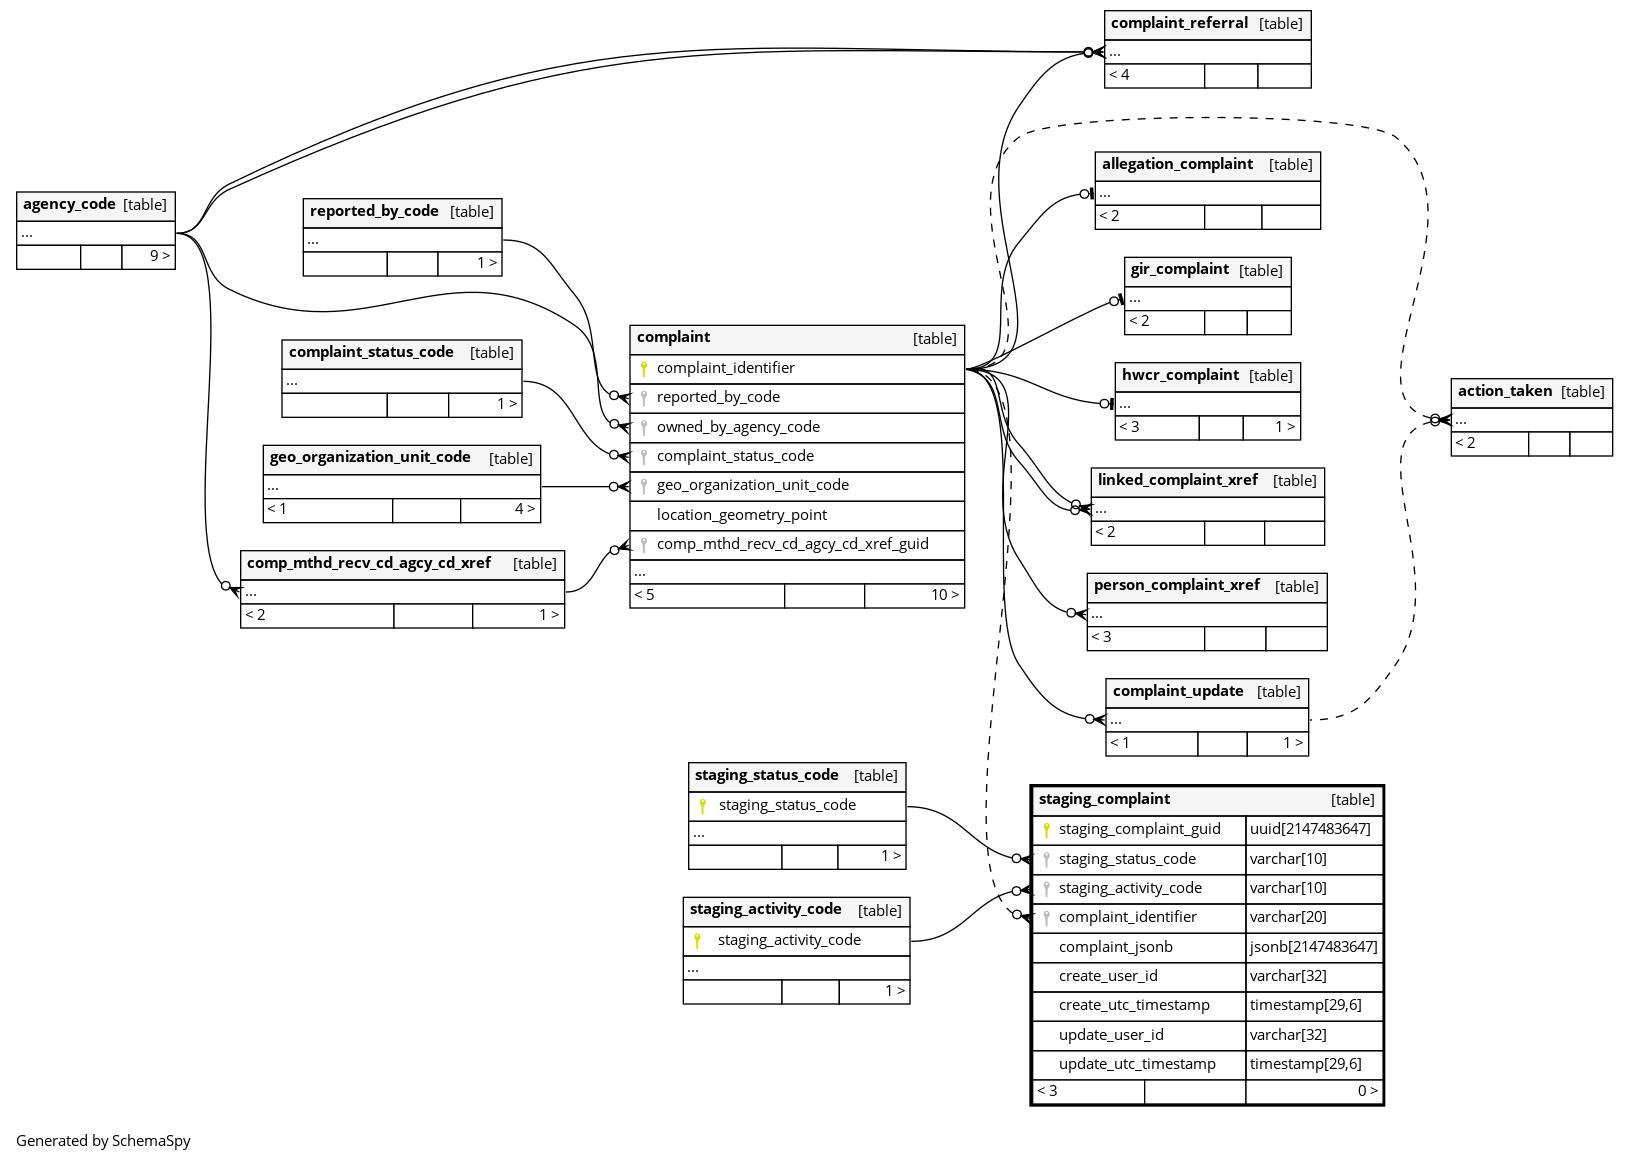 complaint_referral [table]
...
< 4
allegation_complaint [table]
...
< 2
agency_code [table]
...
9 >
reported_by_code [table]
...
1 >
gir_complaint [table]
...
< 2
complaint [table]
complaint_identifier
reported_by_code
owned_by_agency_code
complaint_status_code
geo_organization_unit_code
location_geometry_point
comp_mthd_recv_cd_agcy_cd_xref_guid
...
< 5 10 >
complaint_status_code [table]
...
1 >
hwcr_complaint [table]
...
< 3 1 >
action_taken [table]
...
< 2
geo_organization_unit_code [table]
...
< 1 4 >
linked_complaint_xref [table]
...
< 2
comp_mthd_recv_cd_agcy_cd_xref [table]
...
< 2 1 >
person_complaint_xref [table]
...
< 3
complaint_update [table]
...
< 1 1 >
staging_status_code [table]
staging_status_code
...
1 >
staging_activity_code [table]
staging_activity_code
...
1 >
staging_complaint [table]
staging_complaint_guid uuid[2147483647]
staging_status_code varchar[10]
staging_activity_code varchar[10]
complaint_identifier varchar[20]
complaint_jsonb jsonb[2147483647]
create_user_id varchar[32]
create_utc_timestamp timestamp[29,6]
update_user_id varchar[32]
update_utc_timestamp timestamp[29,6]
< 3 0 >
Generated by SchemaSpy